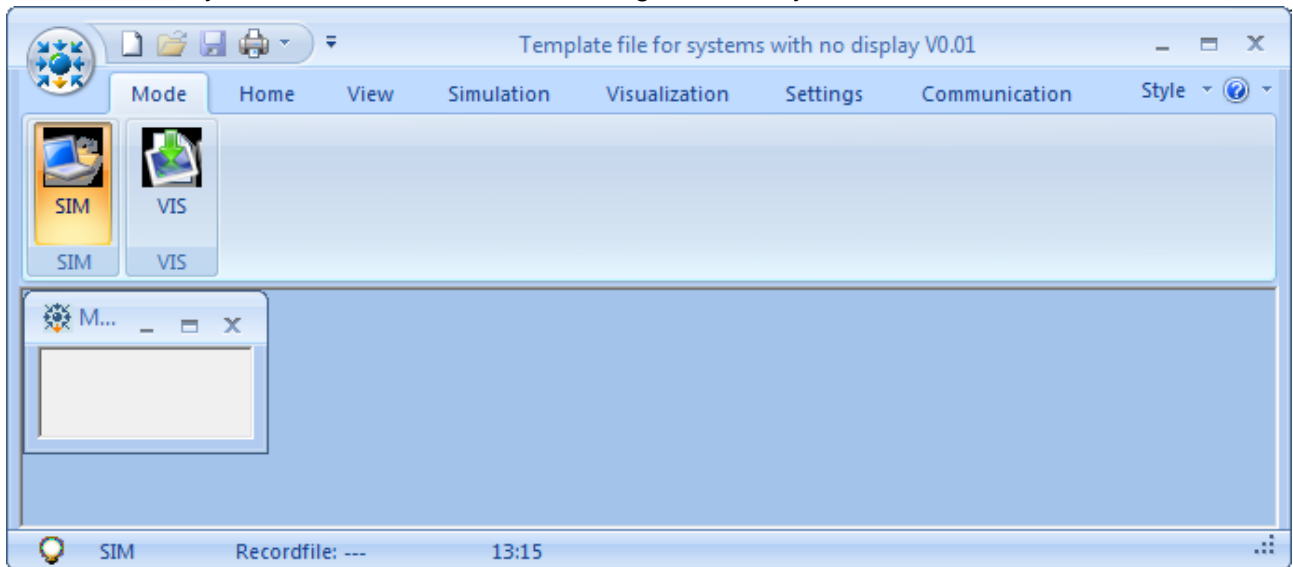 Template file for systems with no display V0.01
Mode Home View Simulation Visualization Settings Communication Style
SIM VIS
SIM VIS
M...
SIM Recordfile: --- 13:15